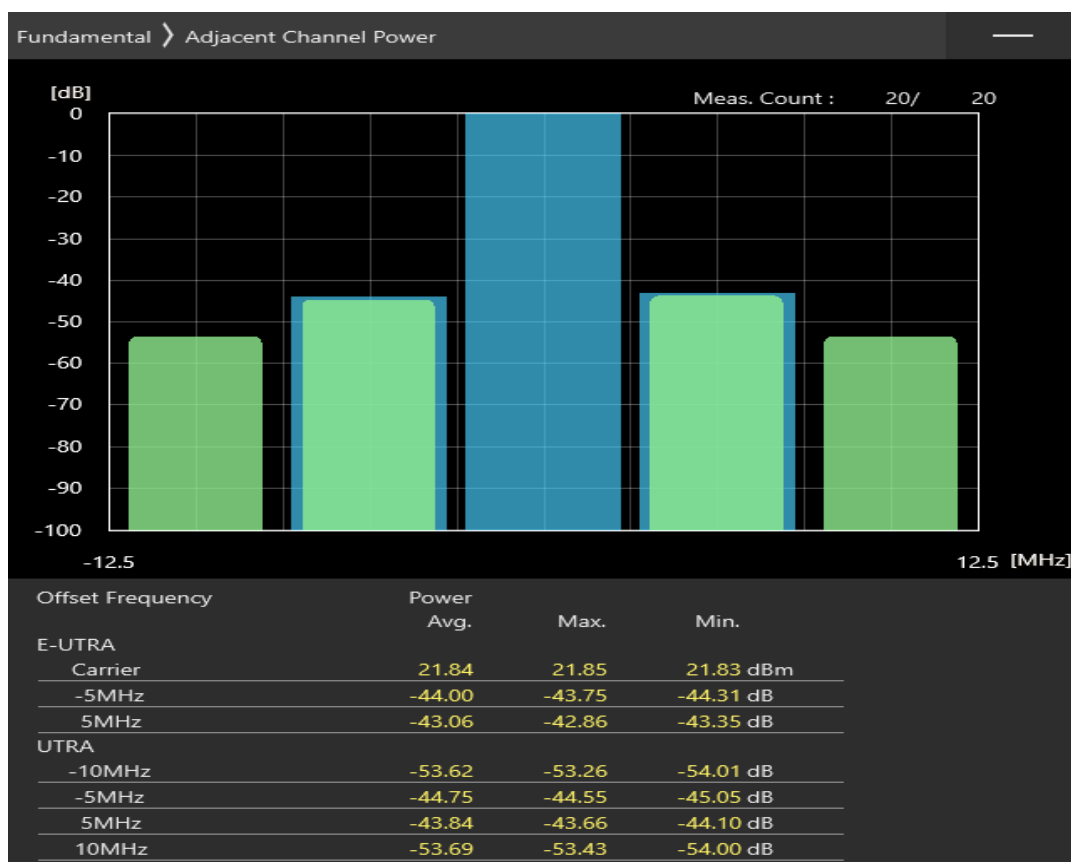 Fundamental ❯ Adjacent Channel Power
[dB]
Meas. Count : 20/ 20
0
-10
-20
-30
-40
-50
-60
-70
-80
-90
-100
-12.5 12.5 [MHz]
Offset Frequency Power
Avg. Max. Min.
E-UTRA
Carrier 21.84 21.85 21.83 dBm
-5MHz -44.00 -43.75 -44.31 dB
5MHz -43.06 -42.86 -43.35 dB
UTRA
-10MHz -53.62 -53.26 -54.01 dB
-5MHz -44.75 -44.55 -45.05 dB
5MHz -43.84 -43.66 -44.10 dB
10MHz -53.69 -53.43 -54.00 dB